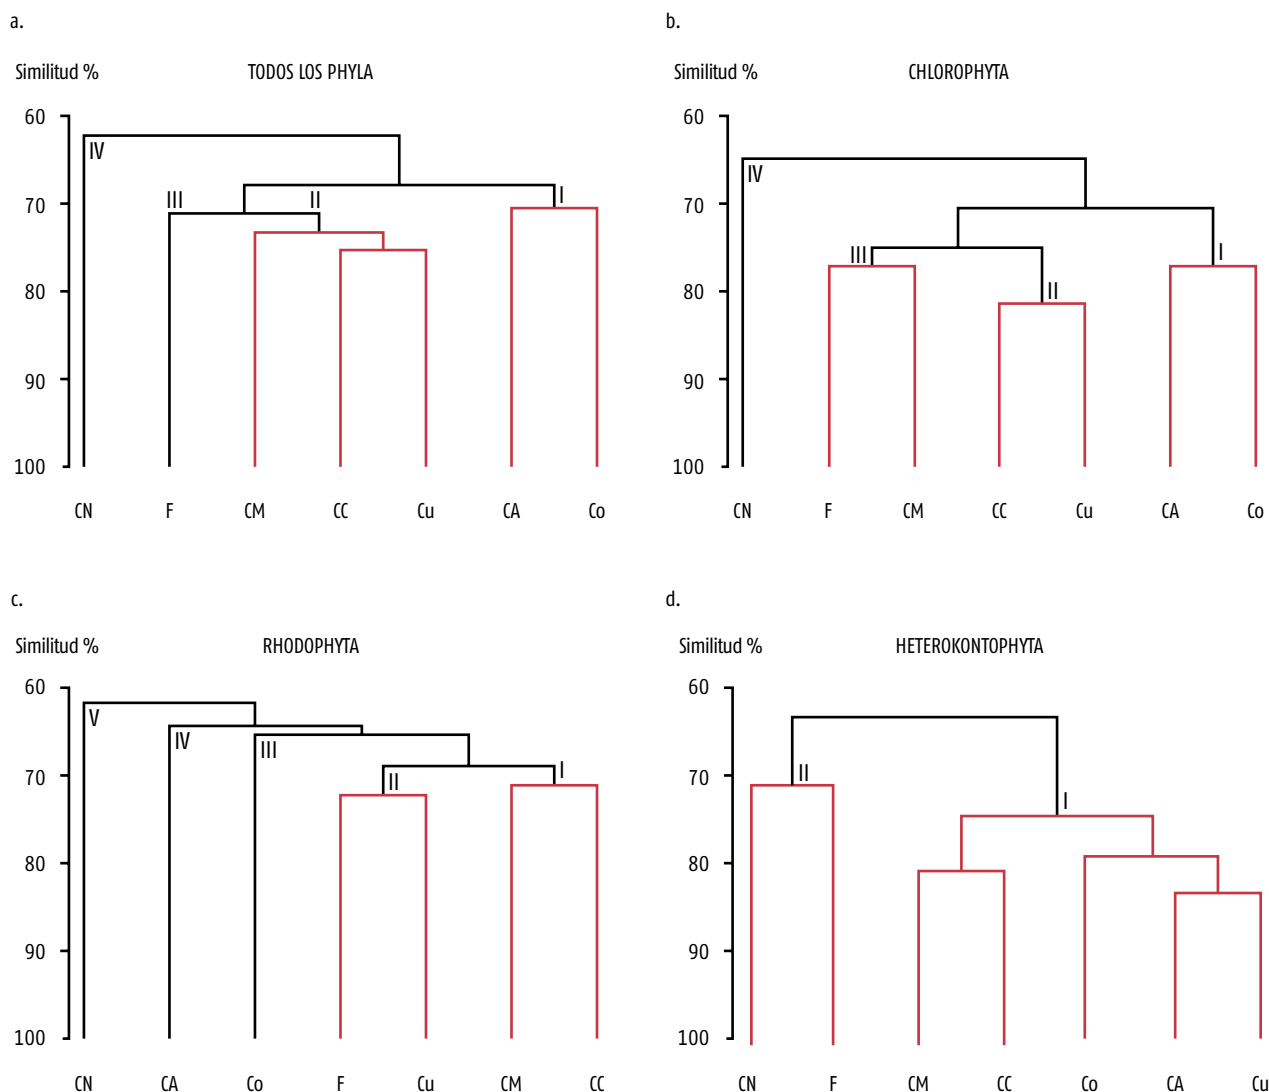 a.
Similitud % TODOS LOS PHYLA
60
IV
III II I
70
80
90
100
CN F CM CC Cu CA Co
b.
Similitud % CHLOROPHYTA
60
IV
70
III I
II
80
90
100
CN F CM CC Cu CA Co
c.
Similitud % RHODOPHYTA
60
V
IV III
I
70
II
80
90
100
CN CA Co F Cu CM CC
d.
Similitud % HETEROKONTOPHYTA
60
70
II
I
80
90
100
CN F CM CC Co CA Cu